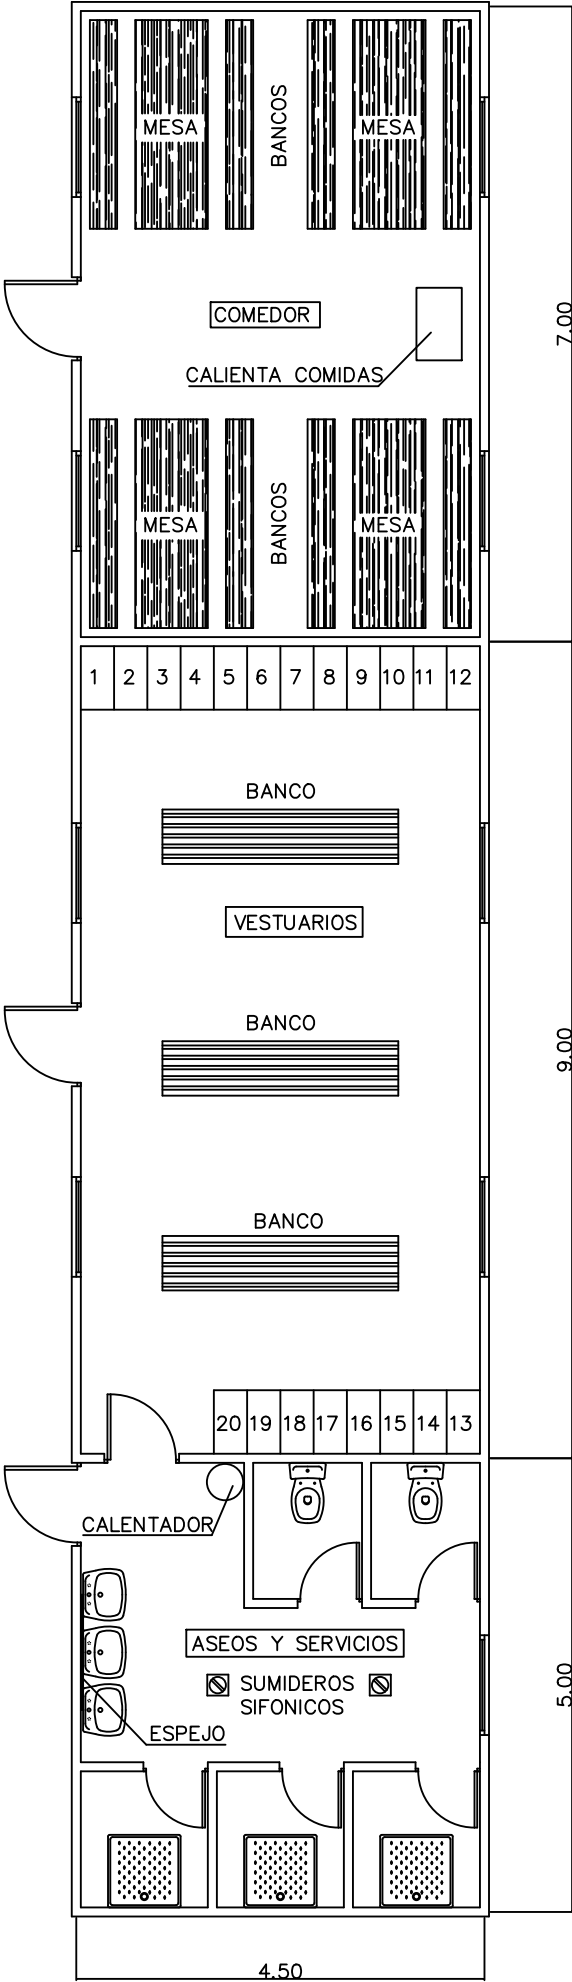 MESA
BANCOS
MESA
COMEDOR
7.00
CALIENTA COMIDAS
MESA
BANCOS
MESA
1 2 3 4 5 6 7 8 9 10 11 12
BANCO
VESTUARIOS
BANCO
9.00
BANCO
20 19 18 17 16 15 14 13
CALENTADOR
ASEOS Y SERVICIOS
SUMIDEROS
SIFONICOS
5.00
ESPEJO
4.50